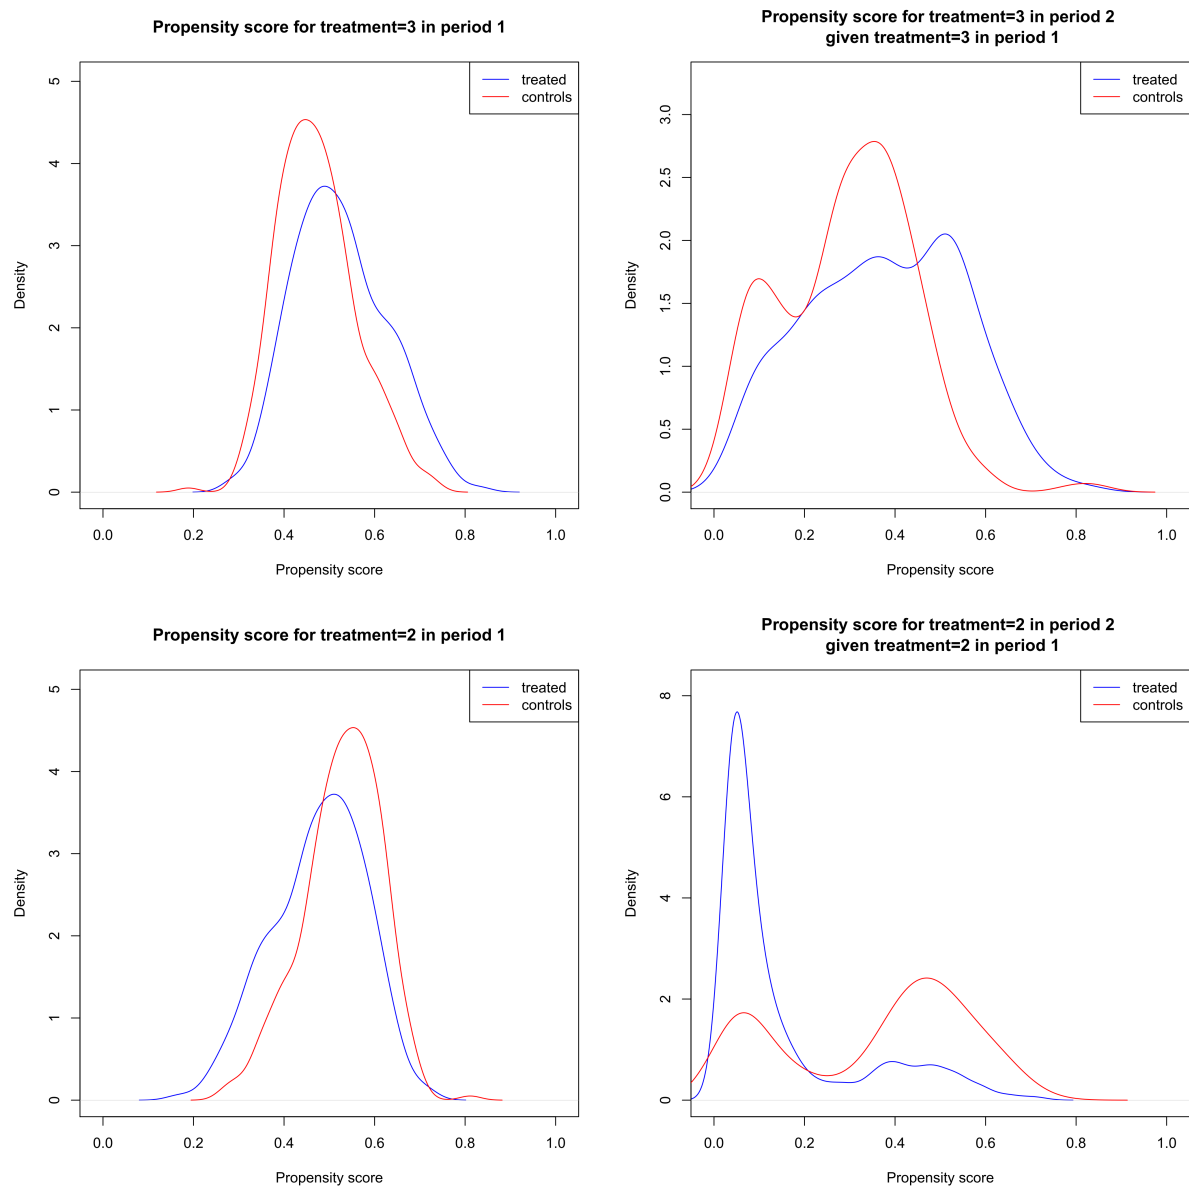 Propensity score for treatment=3 in period 1
treated
controls
Density
0
1
2
3
4
5
0.0
0.2
0.4
0.6
0.8
1.0
Propensity score
Propensity score for treatment=3 in period 2
given treatment=3 in period 1
treated
controls
Density
0.0
0.5
1.0
1.5
2.0
2.5
3.0
0.0
0.2
0.4
0.6
0.8
1.0
Propensity score
Propensity score for treatment=2 in period 1
treated
controls
Density
0
1
2
3
4
5
0.0
0.2
0.4
0.6
0.8
1.0
Propensity score
Propensity score for treatment=2 in period 2
given treatment=2 in period 1
treated
controls
Density
0
2
4
6
8
0.0
0.2
0.4
0.6
0.8
1.0
Propensity score